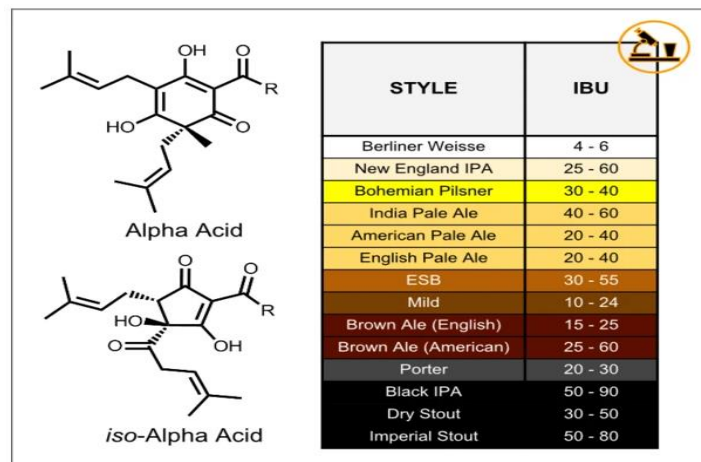 OH
O
R
HO
O
Alpha Acid
O
O
R
HO
O
OH
iso-Alpha Acid
STYLE IBU
Berliner Weisse 4 - 6
New England IPA 25 - 60
Bohemian Pilsner 30 - 40
India Pale Ale 40 - 60
American Pale Ale 20 - 40
English Pale Ale 20 - 40
ESB 30 - 55
Mild 10 - 24
Brown Ale (English) 15 - 25
Brown Ale (American) 25 - 60
Porter 20 - 30
Black IPA 50 - 90
Dry Stout 30 - 50
Imperial Stout 50 - 80